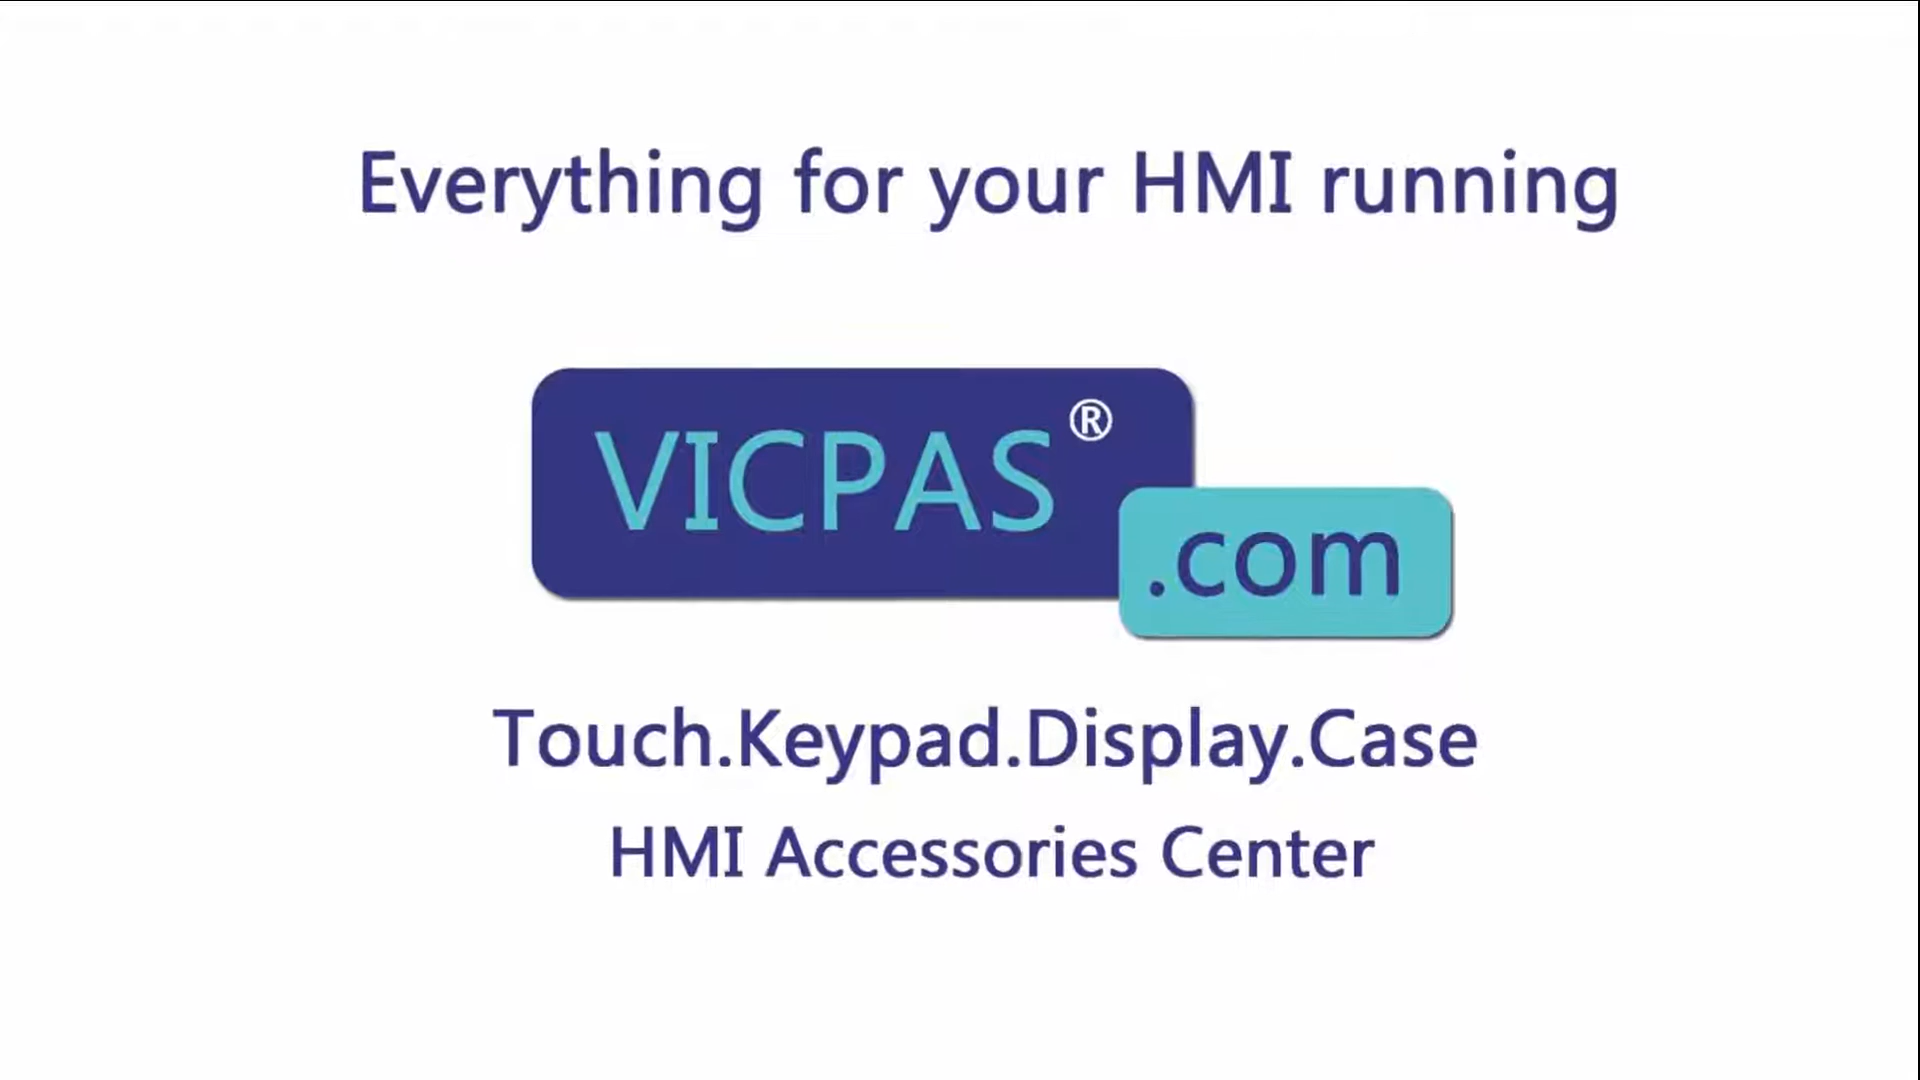 Everything for your HMI running
VICPAS®
.com
Touch.Keypad.Display.Case
HMI Accessories Center